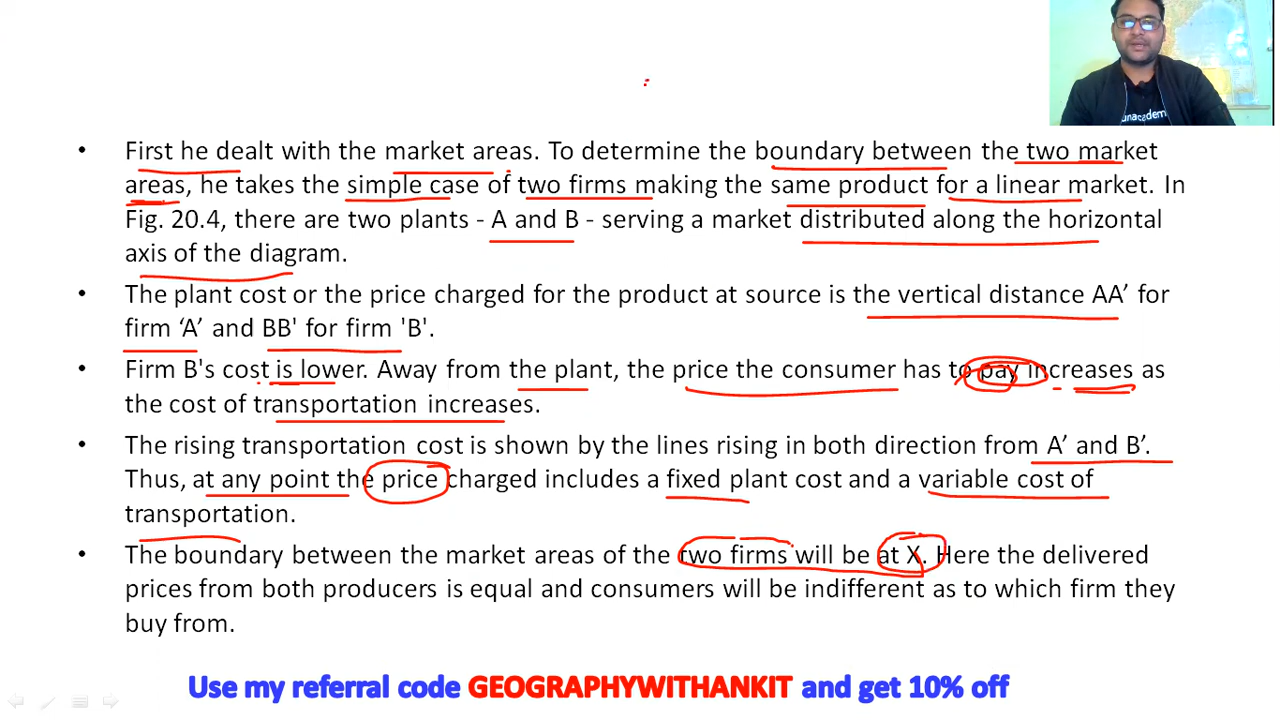 unacadem
• First he dealt with the market areas. To determine the boundary between the two market
areas, he takes the simple case of two firms making the same product for a linear market. In
Fig. 20.4, there are two plants - A and B - serving a market distributed along the horizontal
axis of the diagram.
• The plant cost or the price charged for the product at source is the vertical distance AA’ for
firm ‘A’ and BB' for firm 'B'.
• Firm B's cost is lower. Away from the plant, the price the consumer has to pay increases as
the cost of transportation increases.
• The rising transportation cost is shown by the lines rising in both direction from A’ and B’.
Thus, at any point the price charged includes a fixed plant cost and a variable cost of
transportation.
• The boundary between the market areas of the two firms will be at X. Here the delivered
prices from both producers is equal and consumers will be indifferent as to which firm they
buy from.
Use my referral code GEOGRAPHYWITHANKIT and get 10% off